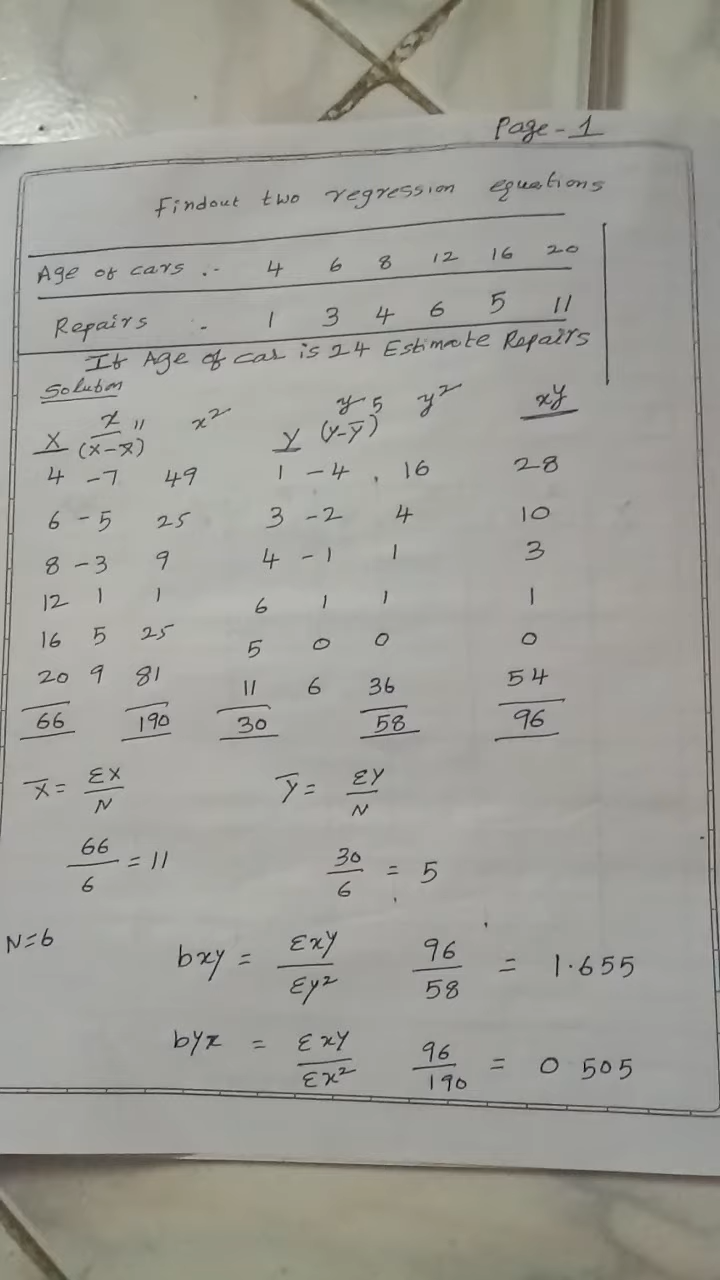 Page - 1
Findout two regression equations
Age of cars .- 4 6 8 12 16 20
Repairs .- 1 3 4 6 5 11
If Age of car is 24 Estimate Repairs
Solution
X x 11 (X-x̄) x² Y y 5 (Y-ȳ) y² xy
4 -7 49 1 -4 16 28
6 -5 25 3 -2 4 10
8 -3 9 4 -1 1 3
12 1 1 6 1 1 1
16 5 25 5 0 0 0
20 9 81 11 6 36 54
66 190 30 58 96
X̄ = ΣX/N Ȳ = ΣY/N
66/6 = 11 30/6 = 5
N=6 bxy = Σxy/Σy² 96/58 = 1.655
byx = Σxy/Σx² 96/190 = 0 505